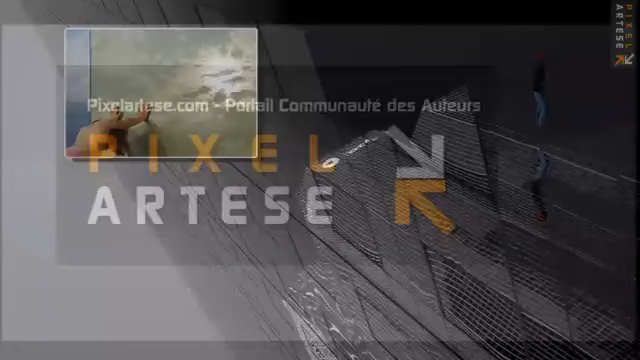 Pixelartese.com - Portail Communauté des Auteurs
PIXEL
ARTESE
PIXEL
ARTESE